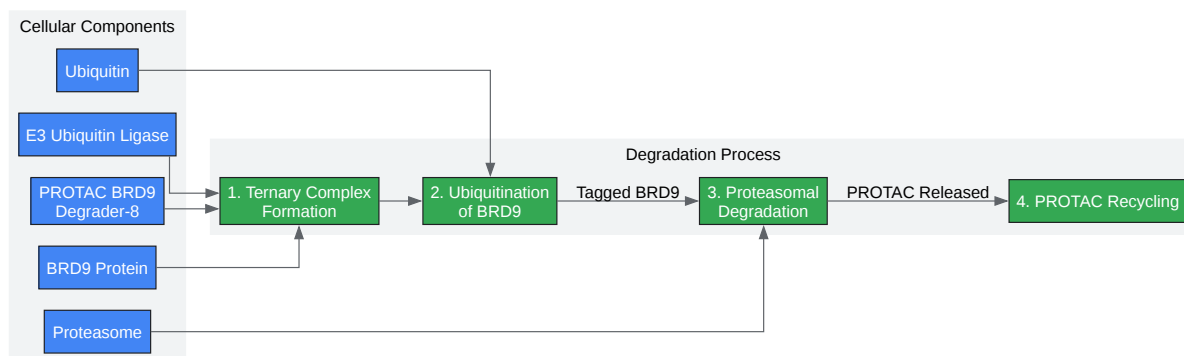 Cellular Components
Ubiquitin
E3 Ubiquitin Ligase
PROTAC BRD9
Degrader-8
BRD9 Protein
Proteasome
Degradation Process
1. Ternary Complex
Formation
2. Ubiquitination
of BRD9
Tagged BRD9
3. Proteasomal
Degradation
PROTAC Released
4. PROTAC Recycling